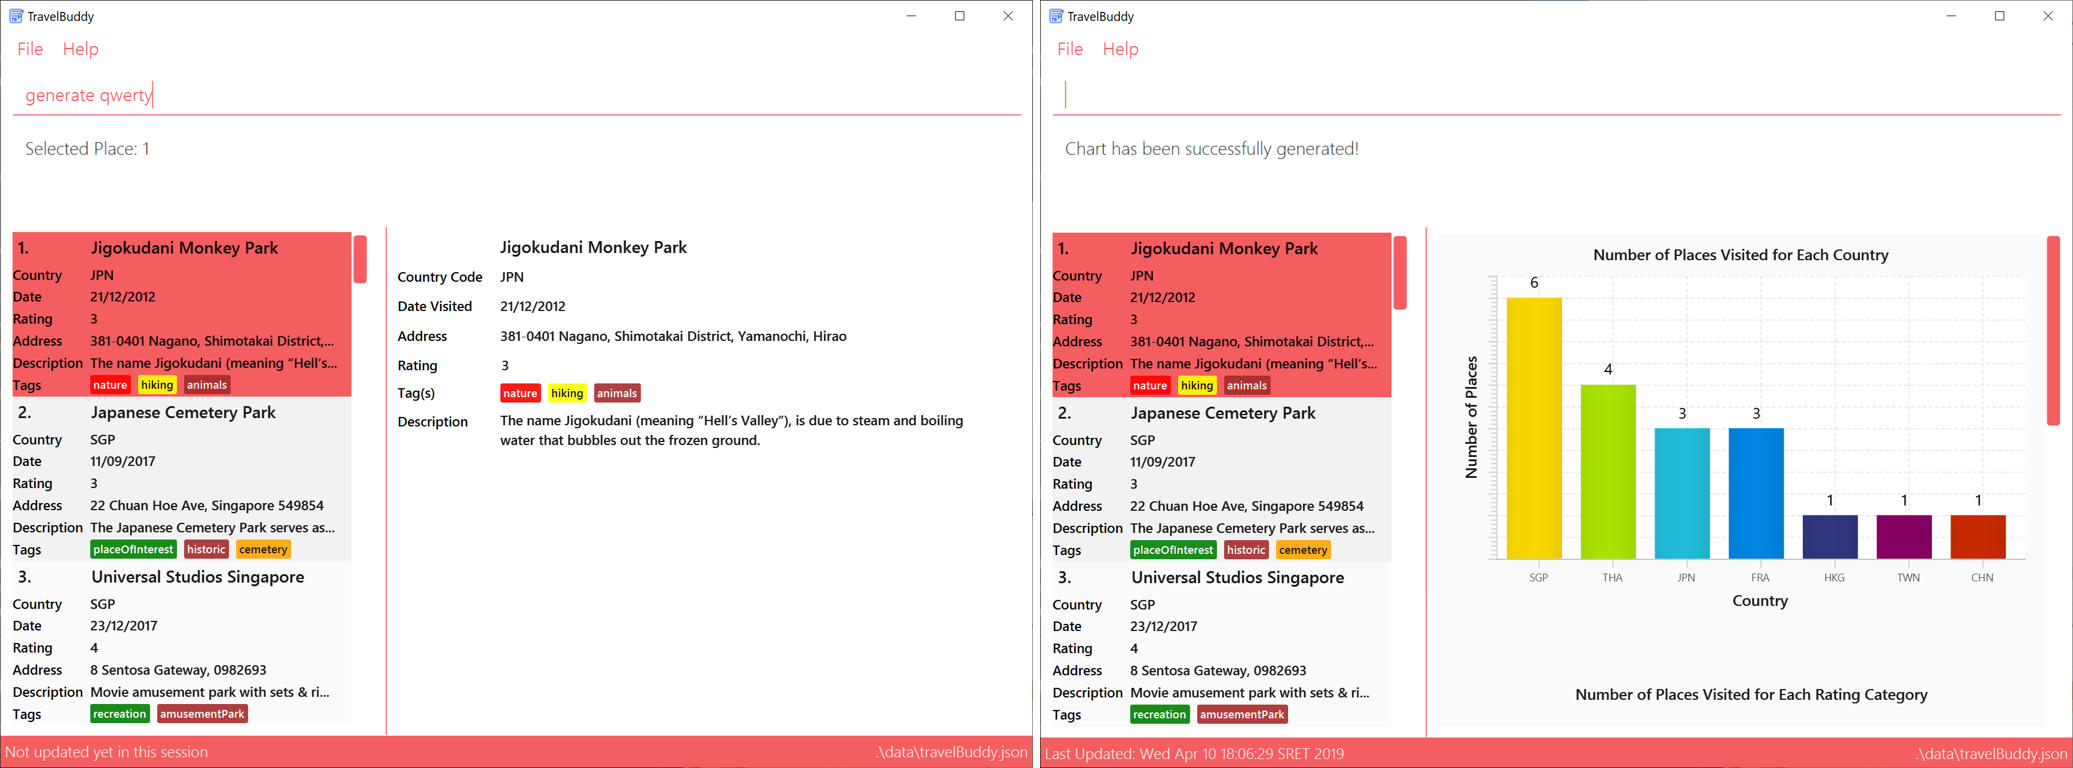 TravelBuddy
File Help
generate qwerty
Selected Place: 1
1. Jigokudani Monkey Park
Country JPN
Date 21/12/2012
Rating 3
Address 381-0401 Nagano, Shimotakai District,...
Description The name Jigokudani (meaning “Hell’s...
Tags nature hiking animals
2. Japanese Cemetery Park
Country SGP
Date 11/09/2017
Rating 3
Address 22 Chuan Hoe Ave, Singapore 549854
Description The Japanese Cemetery Park serves as...
Tags placeOfInterest historic cemetery
3. Universal Studios Singapore
Country SGP
Date 23/12/2017
Rating 4
Address 8 Sentosa Gateway, 0982693
Description Movie amusement park with sets & ri...
Tags recreation amusementPark
Jigokudani Monkey Park
Country Code JPN
Date Visited 21/12/2012
Address 381-0401 Nagano, Shimotakai District, Yamanochi, Hirao
Rating 3
Tag(s) nature hiking animals
Description The name Jigokudani (meaning “Hell’s Valley”), is due to steam and boiling
water that bubbles out the frozen ground.
Not updated yet in this session .\data\travelBuddy.json
TravelBuddy
File Help
Chart has been successfully generated!
1. Jigokudani Monkey Park
Country JPN
Date 21/12/2012
Rating 3
Address 381-0401 Nagano, Shimotakai District,...
Description The name Jigokudani (meaning “Hell’s...
Tags nature hiking animals
2. Japanese Cemetery Park
Country SGP
Date 11/09/2017
Rating 3
Address 22 Chuan Hoe Ave, Singapore 549854
Description The Japanese Cemetery Park serves as...
Tags placeOfInterest historic cemetery
3. Universal Studios Singapore
Country SGP
Date 23/12/2017
Rating 4
Address 8 Sentosa Gateway, 0982693
Description Movie amusement park with sets & ri...
Tags recreation amusementPark
Number of Places Visited for Each Country
Number of Places
6 4 3 3 1 1 1
SGP THA JPN FRA HKG TWN CHN
Country
Number of Places Visited for Each Rating Category
Last Updated: Wed Apr 10 18:06:29 SRET 2019 .\data\travelBuddy.json